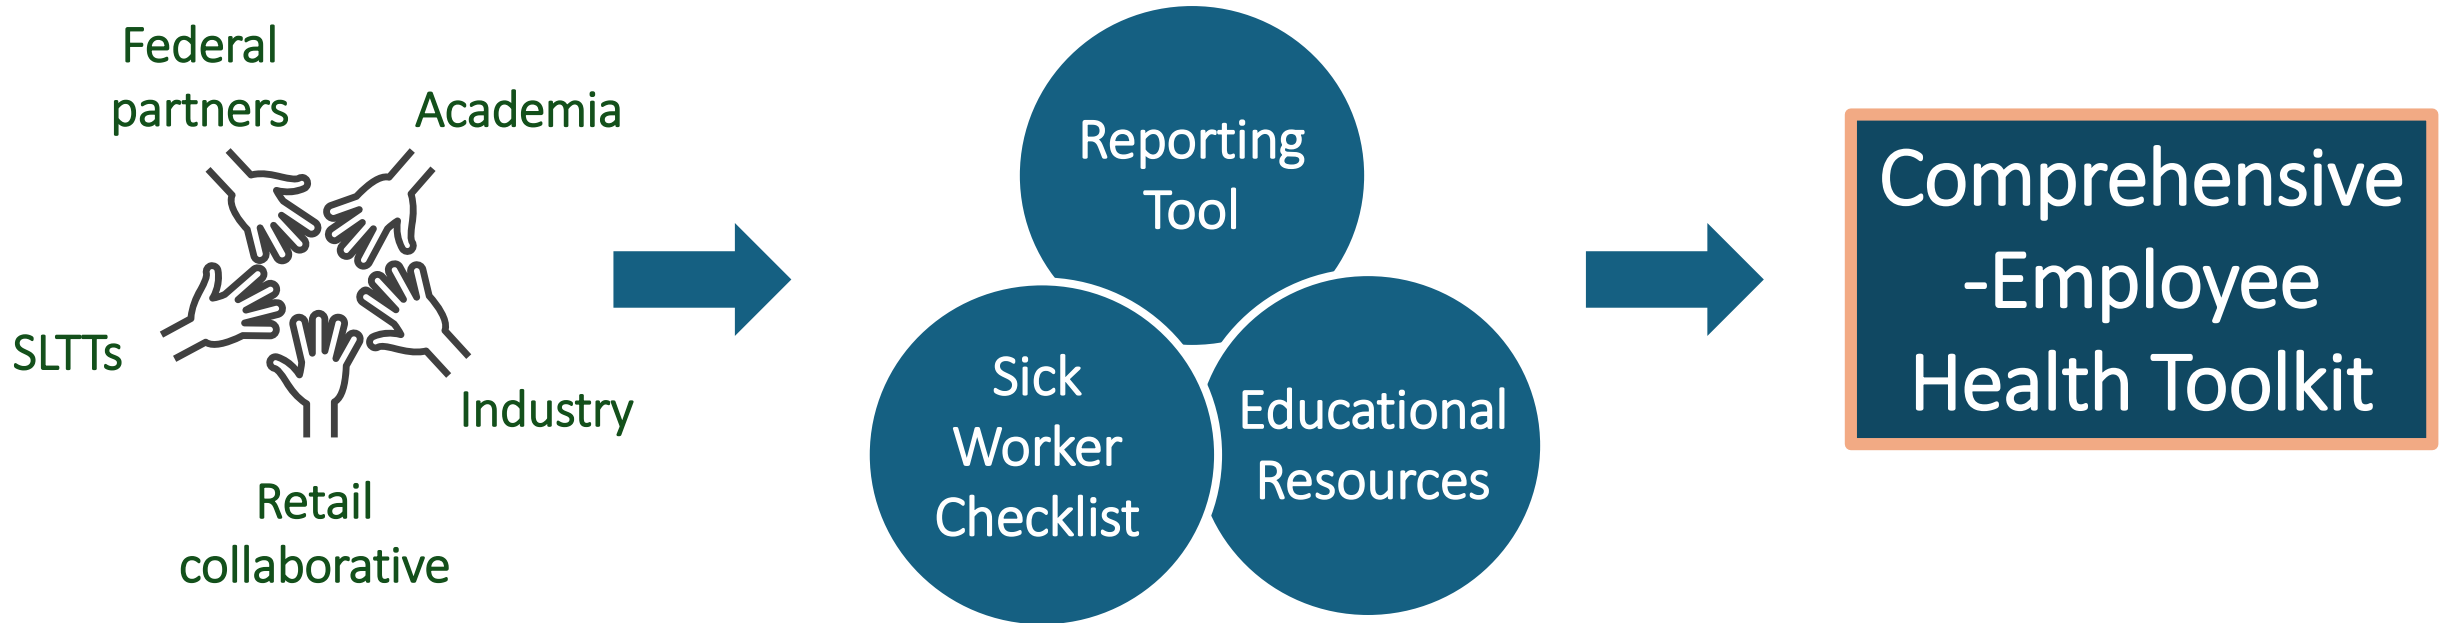 Federal
partners
Academia
SLTTs
Industry
Retail
collaborative
Reporting
Tool
Sick
Worker
Checklist
Educational
Resources
Comprehensive
-Employee
Health Toolkit